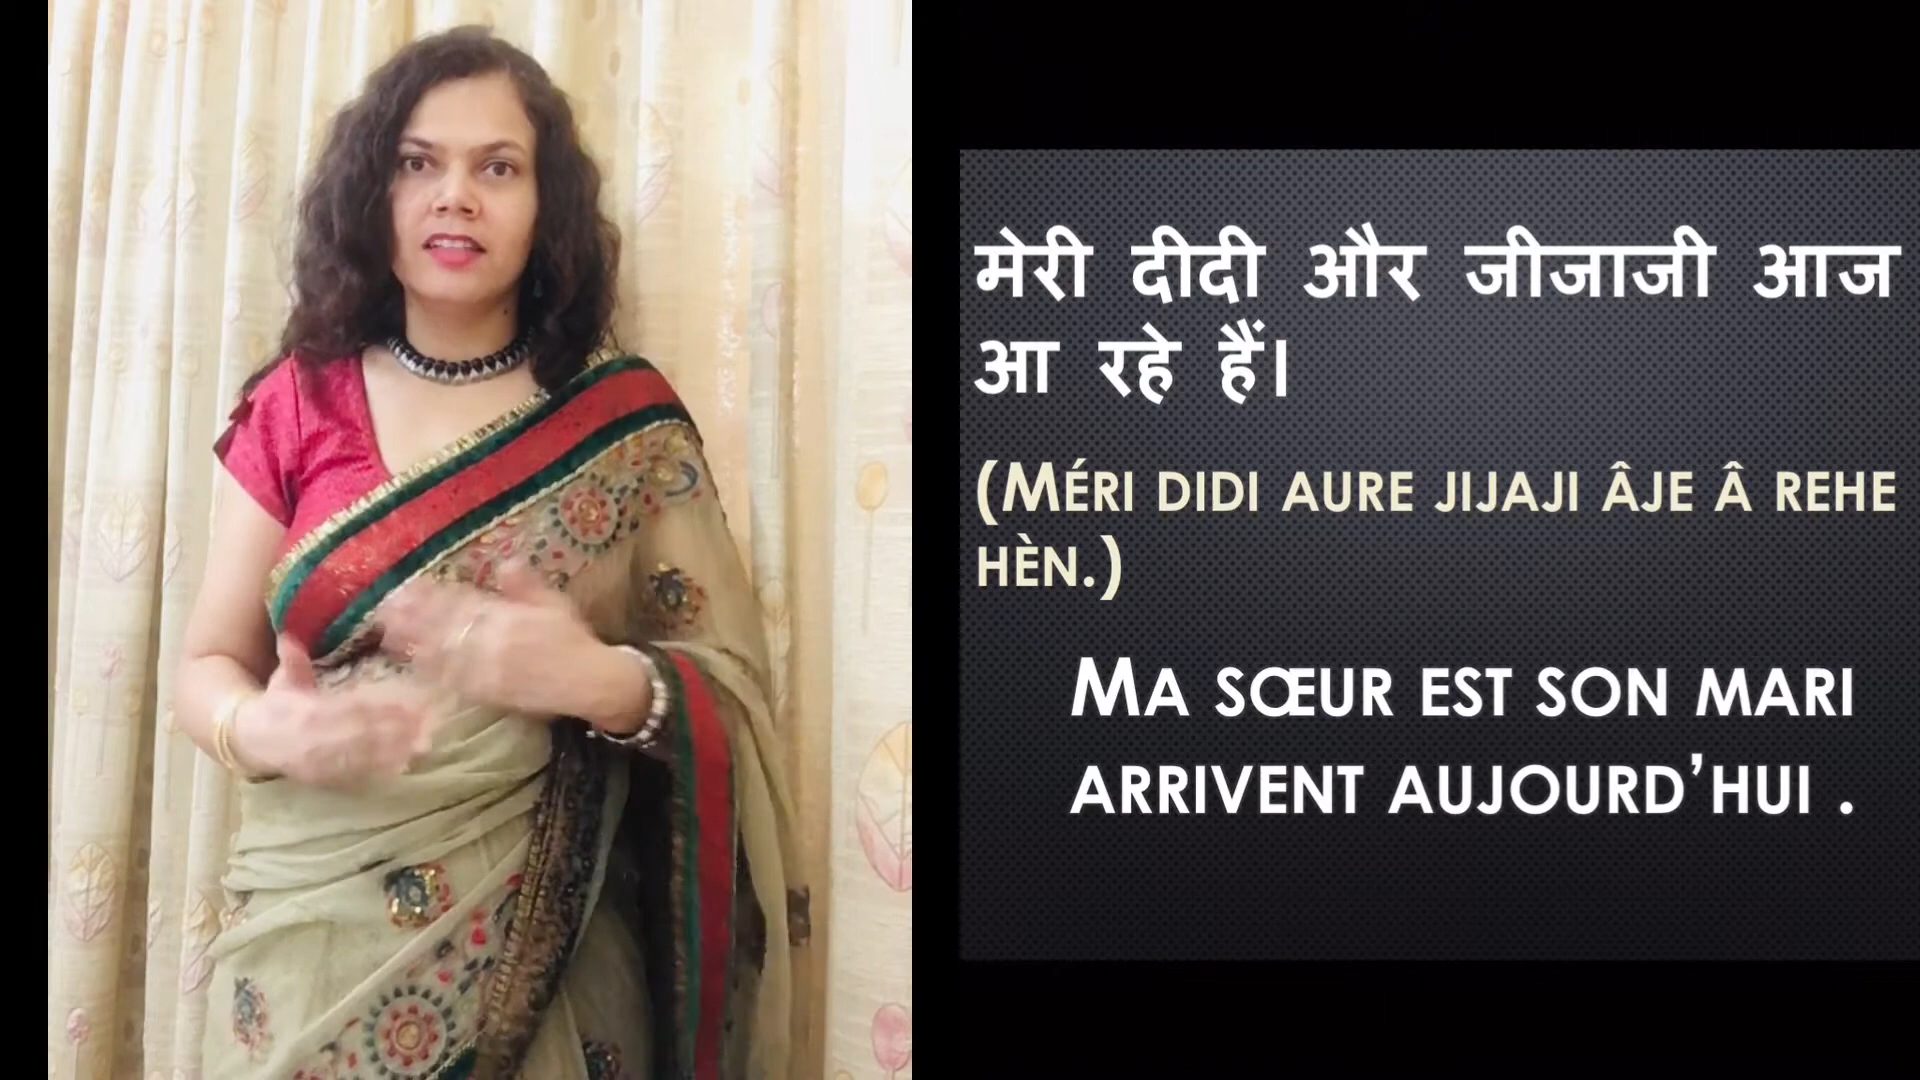 मेरी दीदी और जीजाजी आज
आ रहे हैं।
(Méri didi aure jijaji âje â rehe
hèn.)
Ma sœur est son mari
arrivent aujourd’hui .